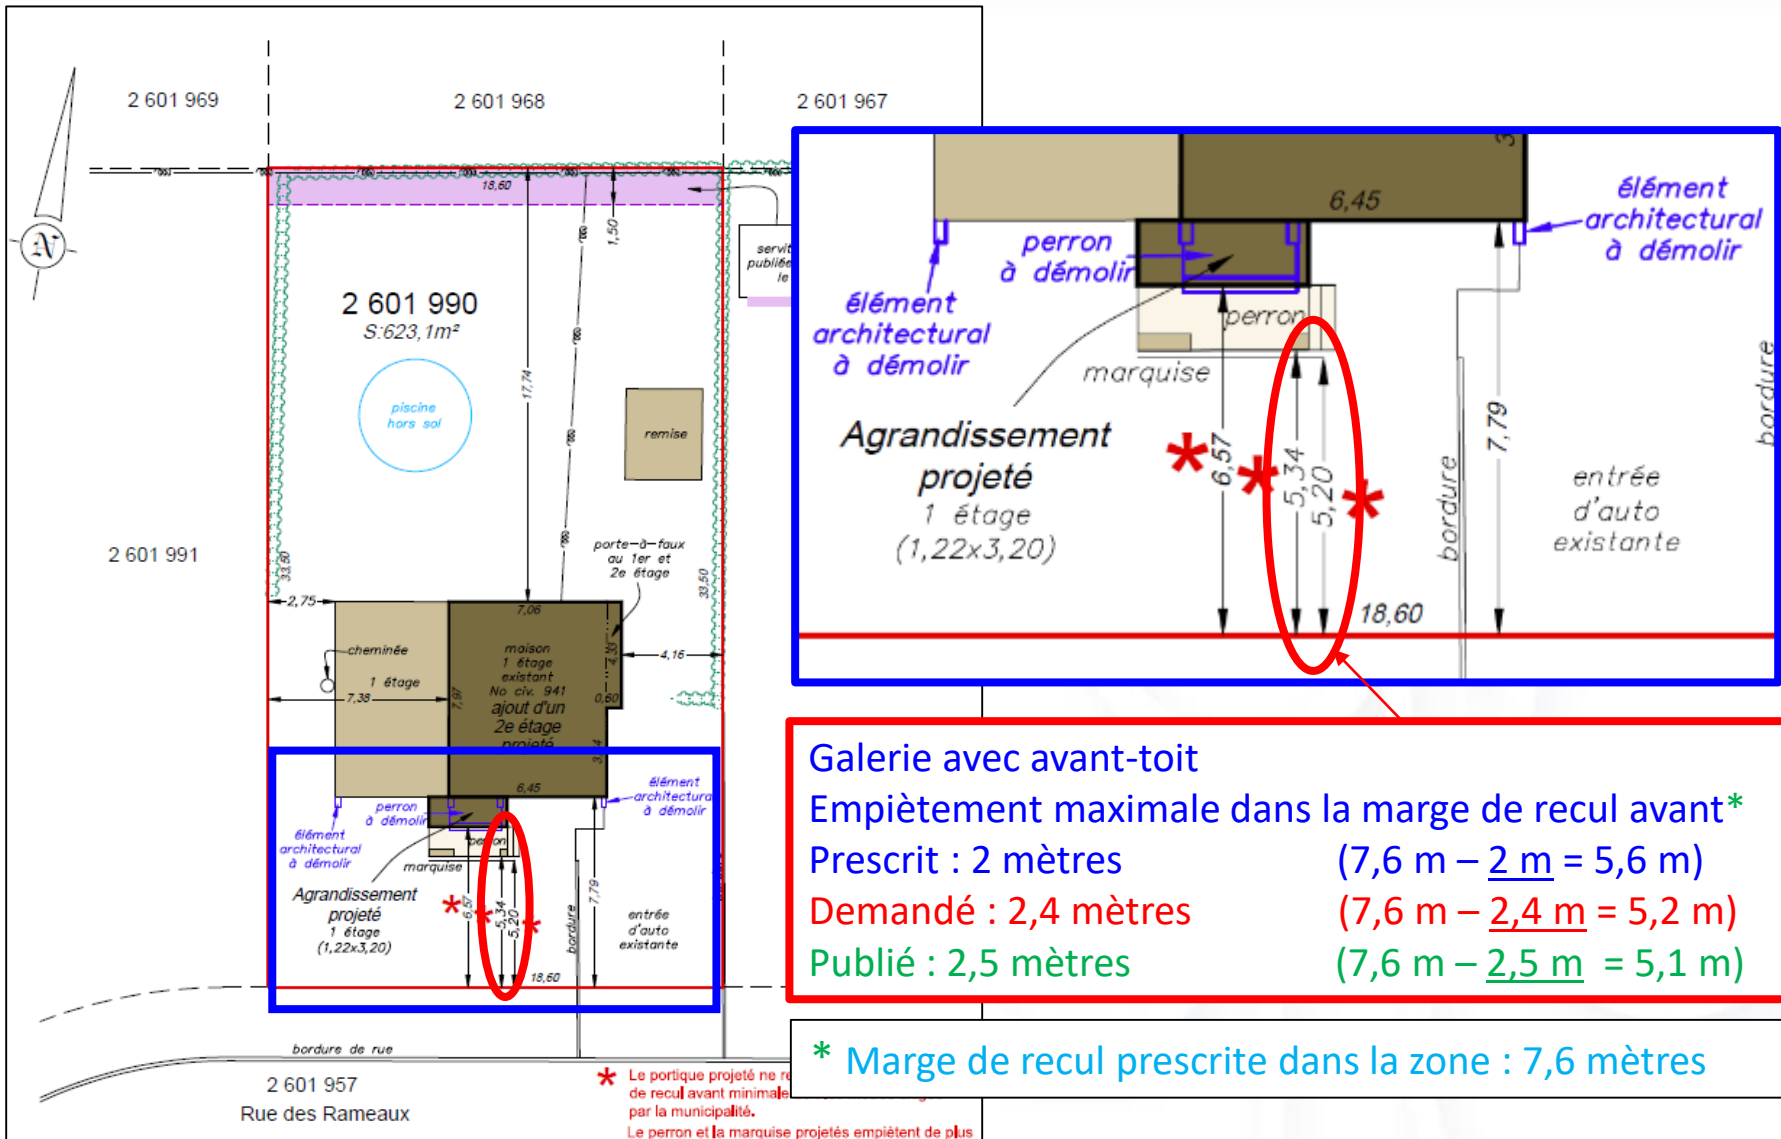 2 601 969
2 601 968
2 601 967
N
18,60
1,50
servit
publiée
le
2 601 990
S:623,1m²
17,74
piscine
hors sol
remise
2 601 991
33,50
33,50
porte-à-faux
au 1er et
2e étage
2,75
7,06
cheminée
1 étage
maison
1 étage
existant
No civ. 941
ajout d'un
2e étage
projeté
4,33
4,16
7,38
7,97
0,60
6,45
perron
à démolir
élément
architectural
à démolir
élément
architectural
à démolir
perron
marquise
Agrandissement
projeté
1 étage
(1,22x3,20)
* 6,57
* 5,34
5,20 *
7,79
bordure
entrée
d'auto
existante
18,60
bordure de rue
2 601 957
Rue des Rameaux
* Le portique projeté ne
de recul avant minimale
par la municipalité.
Le perron et la marquise projetés empiètent de plus
6,45
perron
à démolir
élément
architectural
à démolir
élément
architectural
à démolir
perron
marquise
Agrandissement
projeté
1 étage
(1,22x3,20)
* 6,57
* 5,34
5,20 *
7,79
bordure
bordure
entrée
d'auto
existante
18,60
Galerie avec avant-toit
Empiètement maximale dans la marge de recul avant*
Prescrit : 2 mètres (7,6 m – 2 m = 5,6 m)
Demandé : 2,4 mètres (7,6 m – 2,4 m = 5,2 m)
Publié : 2,5 mètres (7,6 m – 2,5 m = 5,1 m)
* Marge de recul prescrite dans la zone : 7,6 mètres